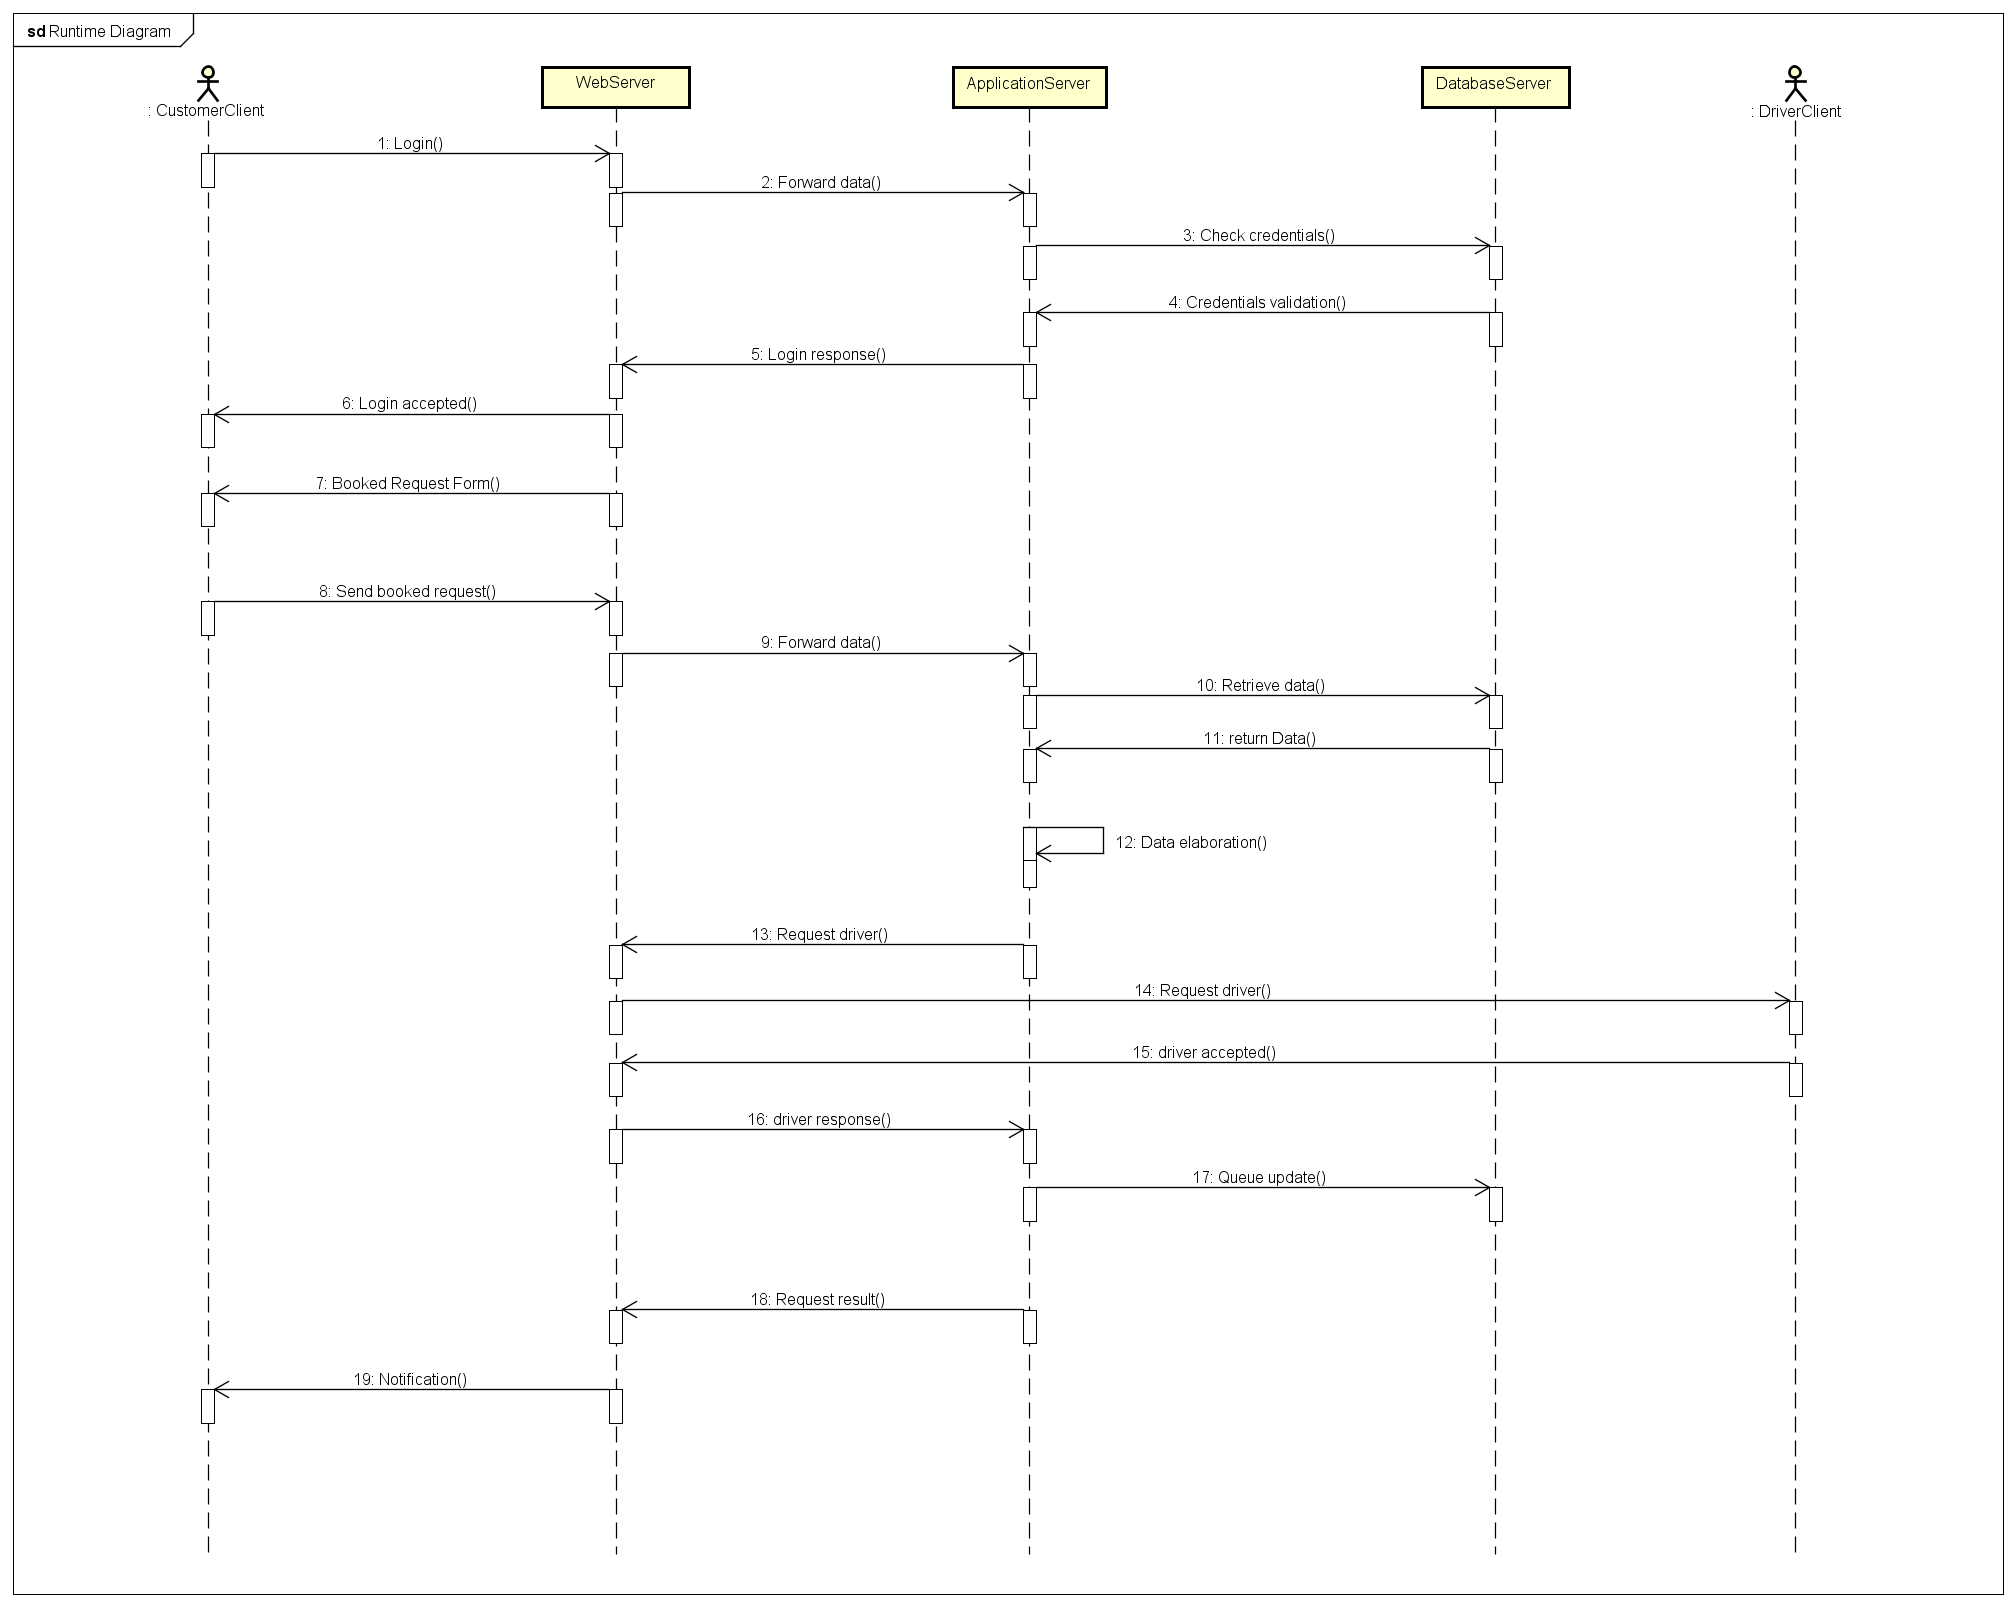 sd Runtime Diagram
: CustomerClient
WebServer
ApplicationServer
DatabaseServer
: DriverClient
1: Login()
2: Forward data()
3: Check credentials()
4: Credentials validation()
5: Login response()
6: Login accepted()
7: Booked Request Form()
8: Send booked request()
9: Forward data()
10: Retrieve data()
11: return Data()
12: Data elaboration()
13: Request driver()
14: Request driver()
15: driver accepted()
16: driver response()
17: Queue update()
18: Request result()
19: Notification()